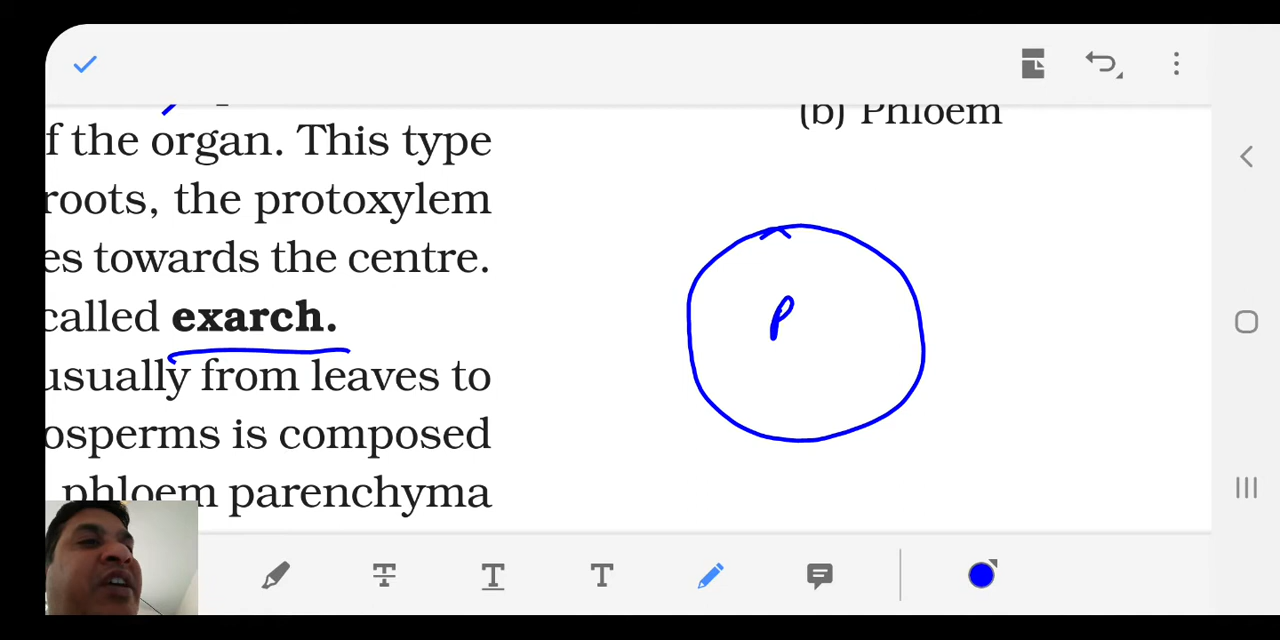 (b) Phloem
f the organ. This type
roots, the protoxylem
es towards the centre.
called exarch.
usually from leaves to
osperms is composed
phloem parenchyma
P